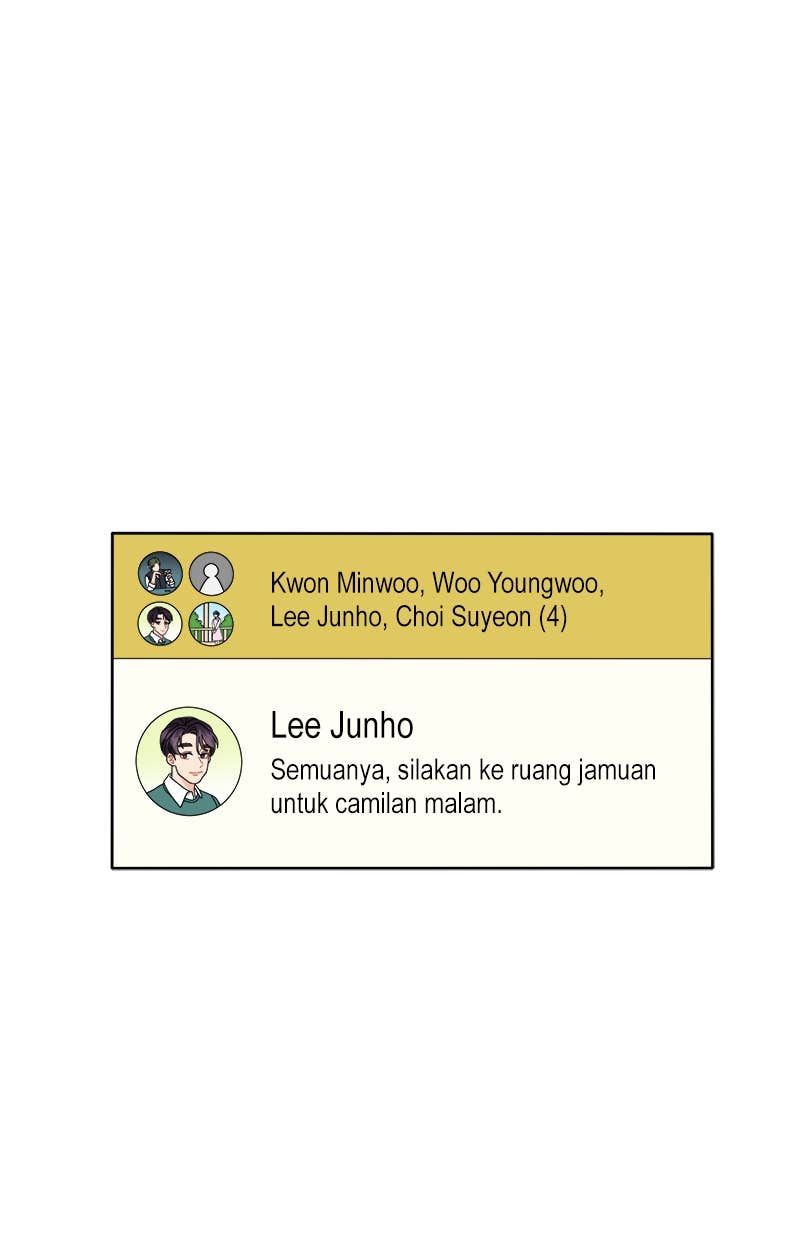 Kwon Minwoo, Woo Youngwoo,
Lee Junho, Choi Suyeon (4)
Lee Junho
Semuanya, silakan ke ruang jamuan
untuk camilan malam.